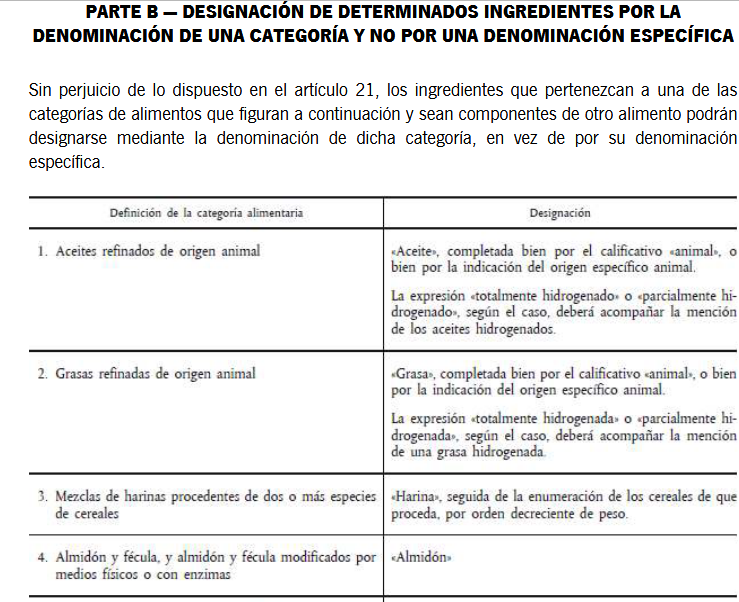 PARTE B — DESIGNACIÓN DE DETERMINADOS INGREDIENTES POR LA
DENOMINACIÓN DE UNA CATEGORÍA Y NO POR UNA DENOMINACIÓN ESPECÍFICA
Sin perjuicio de lo dispuesto en el artículo 21, los ingredientes que pertenezcan a una de las
categorías de alimentos que figuran a continuación y sean componentes de otro alimento podrán
designarse mediante la denominación de dicha categoría, en vez de por su denominación
específica.
Definición de la categoría alimentaria
Designación
1. Aceites refinados de origen animal
«Aceite», completada bien por el calificativo «animal», o
bien por la indicación del origen específico animal.
La expresión «totalmente hidrogenado» o «parcialmente hi-
drogenado», según el caso, deberá acompañar la mención
de los aceites hidrogenados.
2. Grasas refinadas de origen animal
«Grasa», completada bien por el calificativo «animal», o bien
por la indicación del origen específico animal.
La expresión «totalmente hidrogenada» o «parcialmente hi-
drogenada», según el caso, deberá acompañar la mención
de una grasa hidrogenada.
3. Mezclas de harinas procedentes de dos o más especies
de cereales
«Harina», seguida de la enumeración de los cereales de que
proceda, por orden decreciente de peso.
4. Almidón y fécula, y almidón y fécula modificados por
medios físicos o con enzimas
«Almidón»